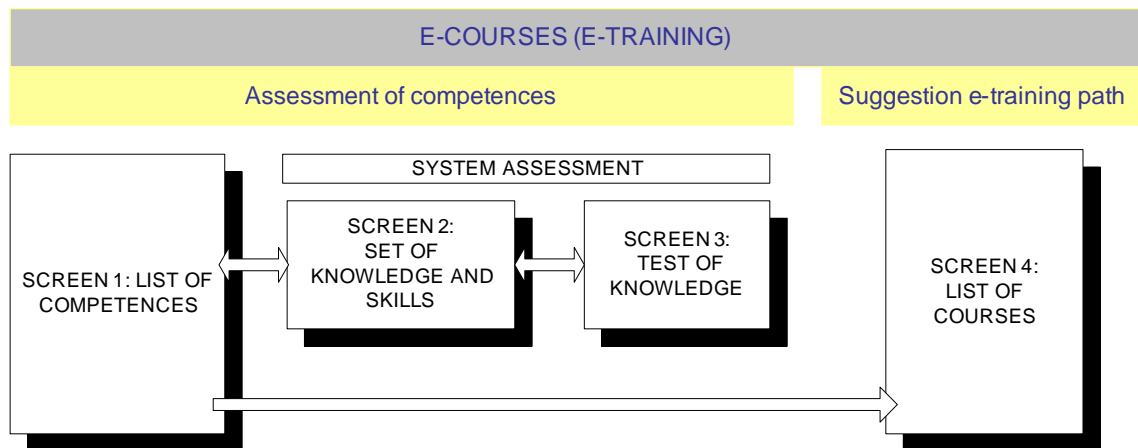 E-COURSES (E-TRAINING)
Assessment of competences
Suggestion e-training path
SYSTEM ASSESSMENT
SCREEN 1: LIST OF
COMPETENCES
SCREEN 2:
SET OF
KNOWLEDGE AND
SKILLS
SCREEN 3:
TEST OF
KNOWLEDGE
SCREEN 4:
LIST OF
COURSES